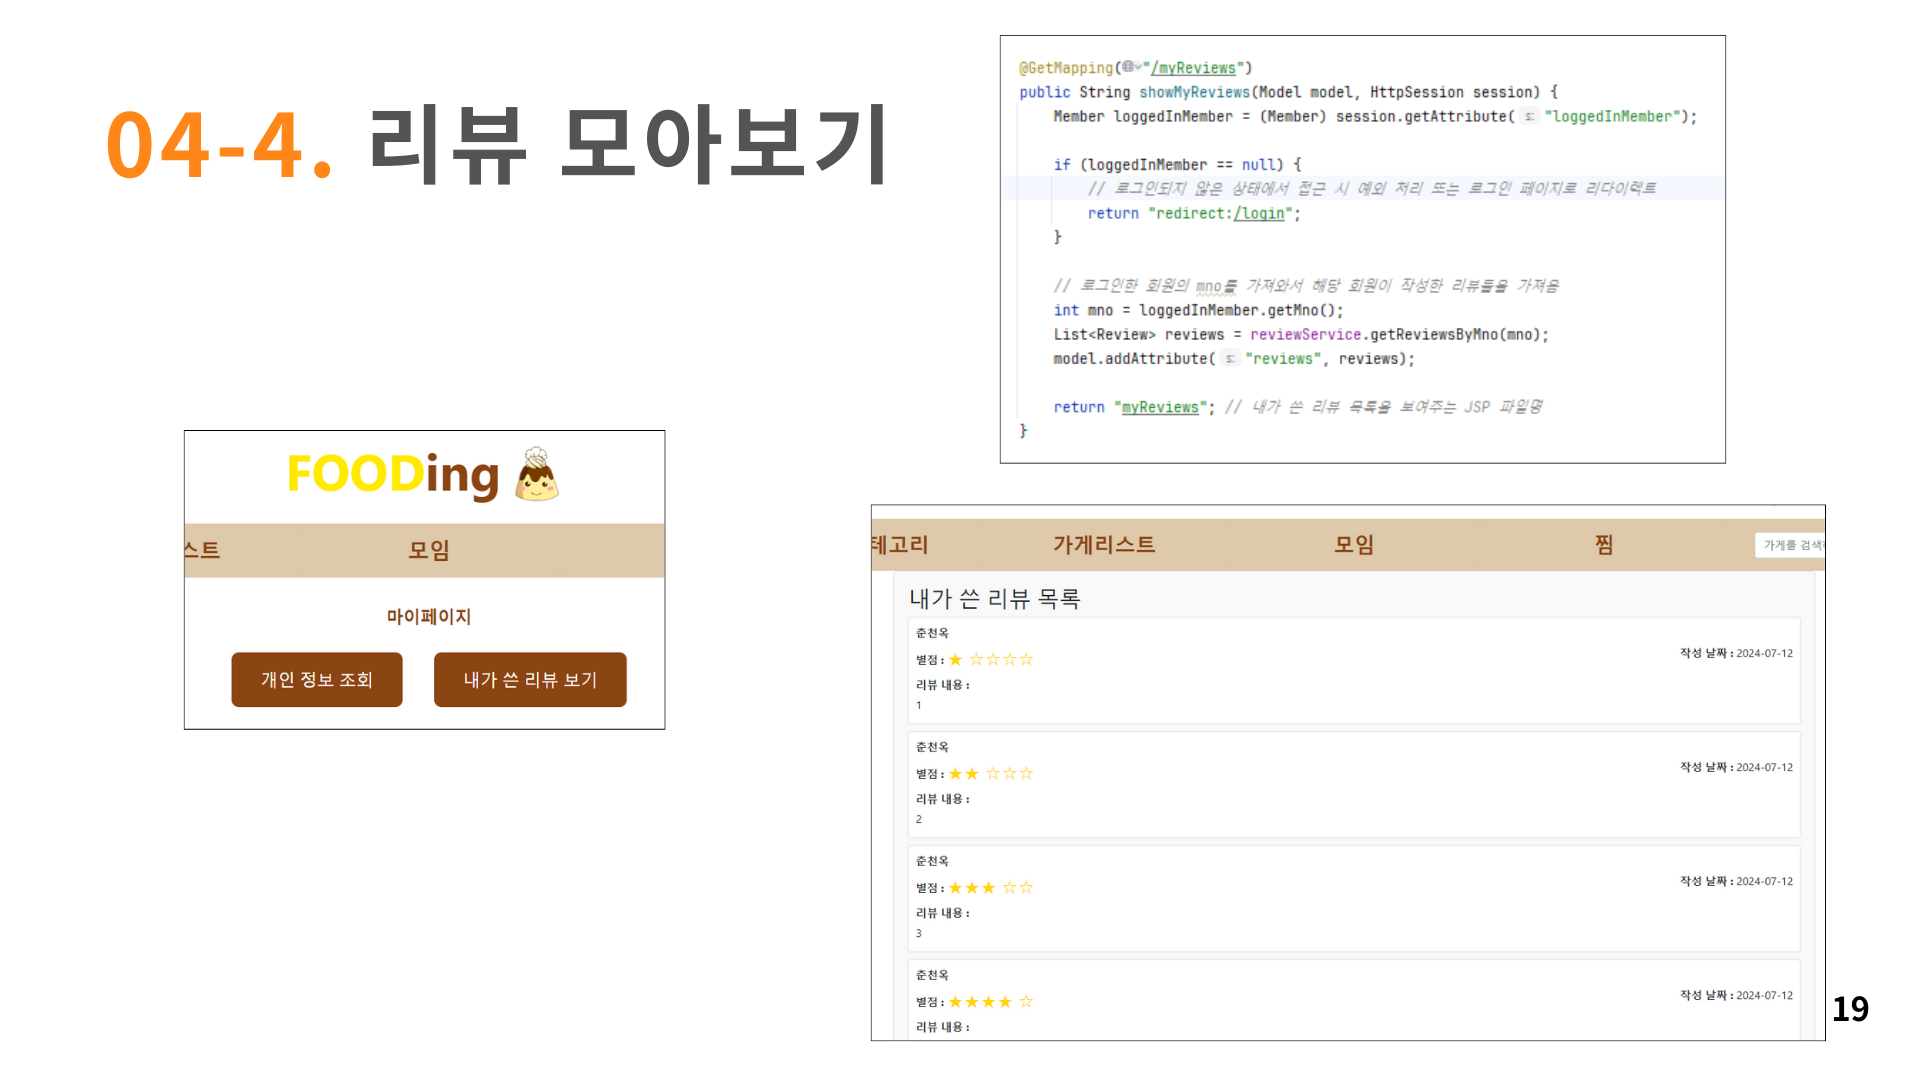 04-4. 리뷰 모아보기
@GetMapping("/myReviews")
public String showMyReviews(Model model, HttpSession session) {
Member loggedInMember = (Member) session.getAttribute( s: "loggedInMember");
if (loggedInMember == null) {
// 로그인되지 않은 상태에서 접근 시 예외 처리 또는 로그인 페이지로 리다이렉트
return "redirect:/login";
}
// 로그인한 회원의 mno를 가져와서 해당 회원이 작성한 리뷰들을 가져옴
int mno = loggedInMember.getMno();
List<Review> reviews = reviewService.getReviewsByMno(mno);
model.addAttribute( s: "reviews", reviews);
return "myReviews"; // 내가 쓴 리뷰 목록을 보여주는 JSP 파일명
}
FOODing
스트 모임
마이페이지
개인 정보 조회 내가 쓴 리뷰 보기
테고리 가게리스트 모임 찜 가게를 검색
내가 쓴 리뷰 목록
준천옥
별점 : ★ ☆☆☆☆ 작성 날짜 : 2024-07-12
리뷰 내용 :
1
준천옥
별점 : ★★ ☆☆☆ 작성 날짜 : 2024-07-12
리뷰 내용 :
2
준천옥
별점 : ★★★ ☆☆ 작성 날짜 : 2024-07-12
리뷰 내용 :
3
준천옥
별점 : ★★★★ ☆ 작성 날짜 : 2024-07-12
리뷰 내용 :
19